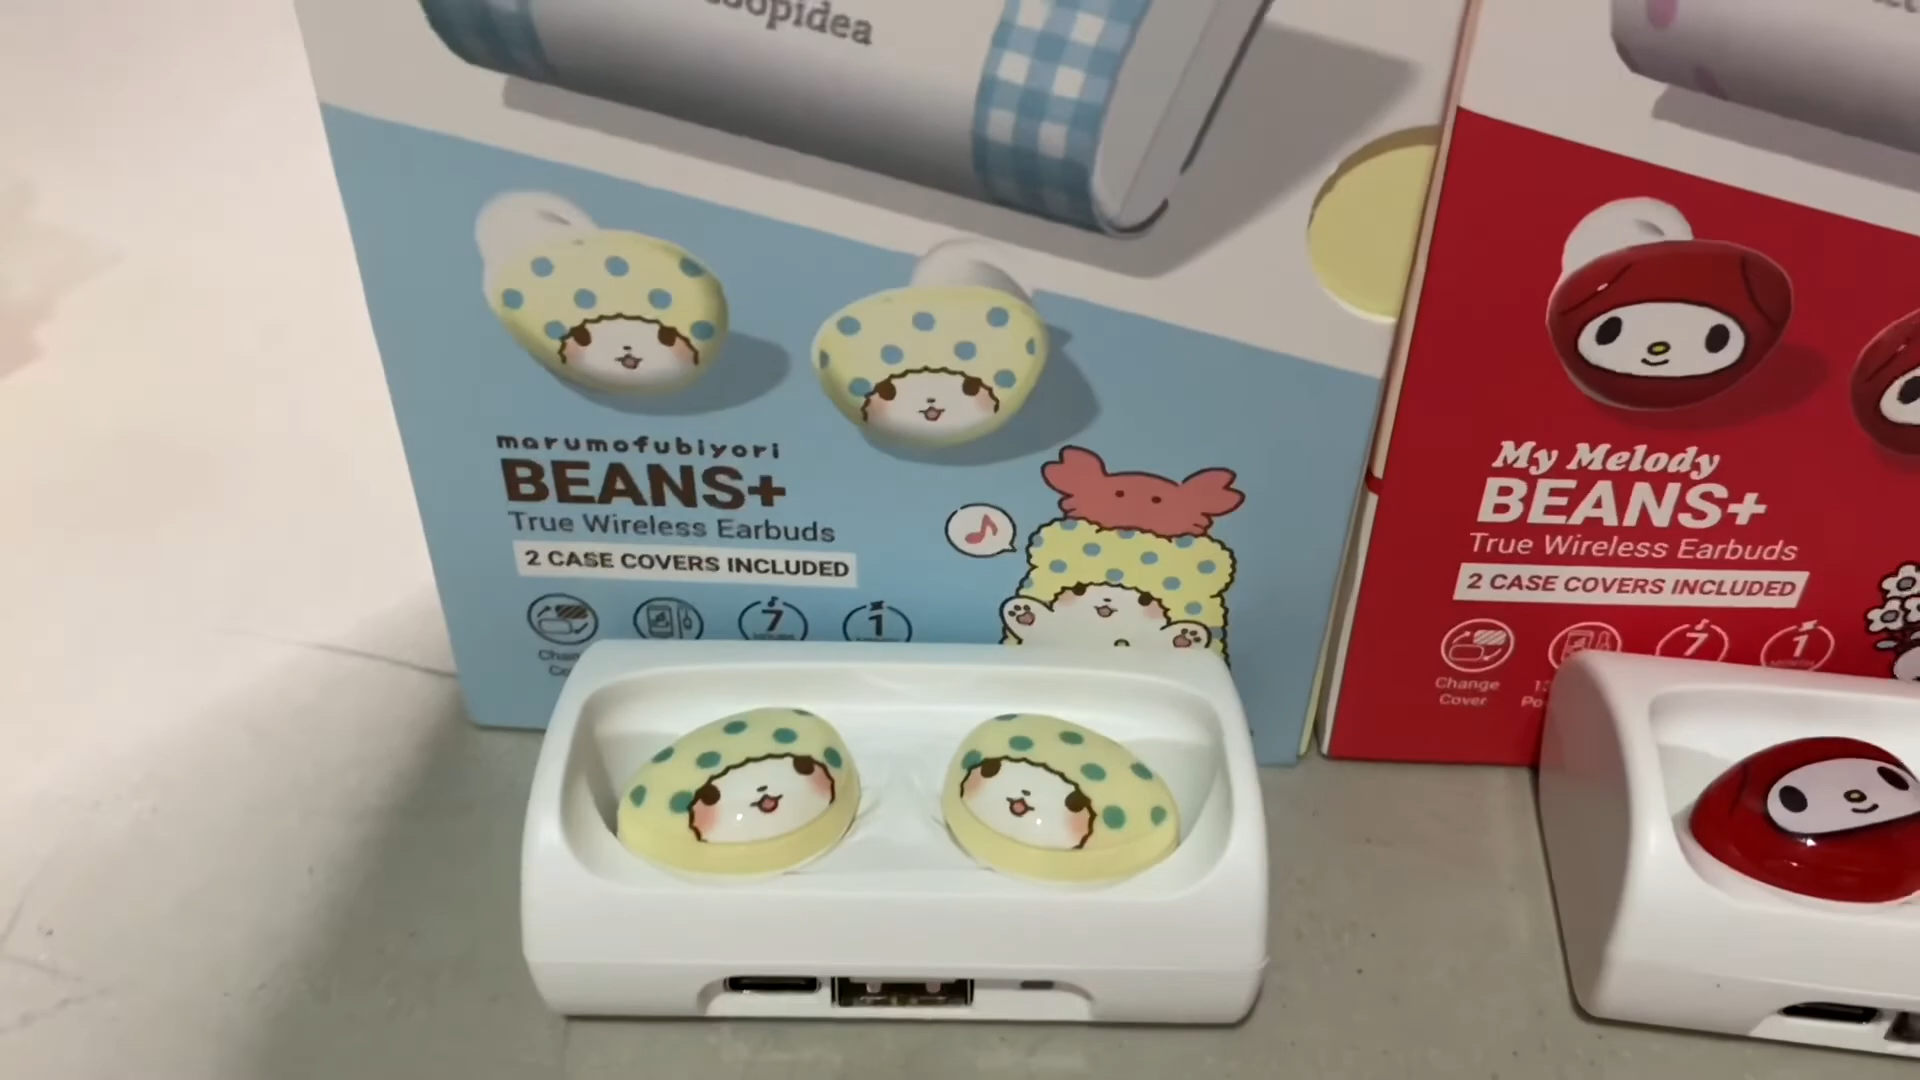 marumofubiyori
BEANS+
True Wireless Earbuds
2 CASE COVERS INCLUDED
7
1
My Melody
BEANS+
True Wireless Earbuds
2 CASE COVERS INCLUDED
7
1
Change
Cover